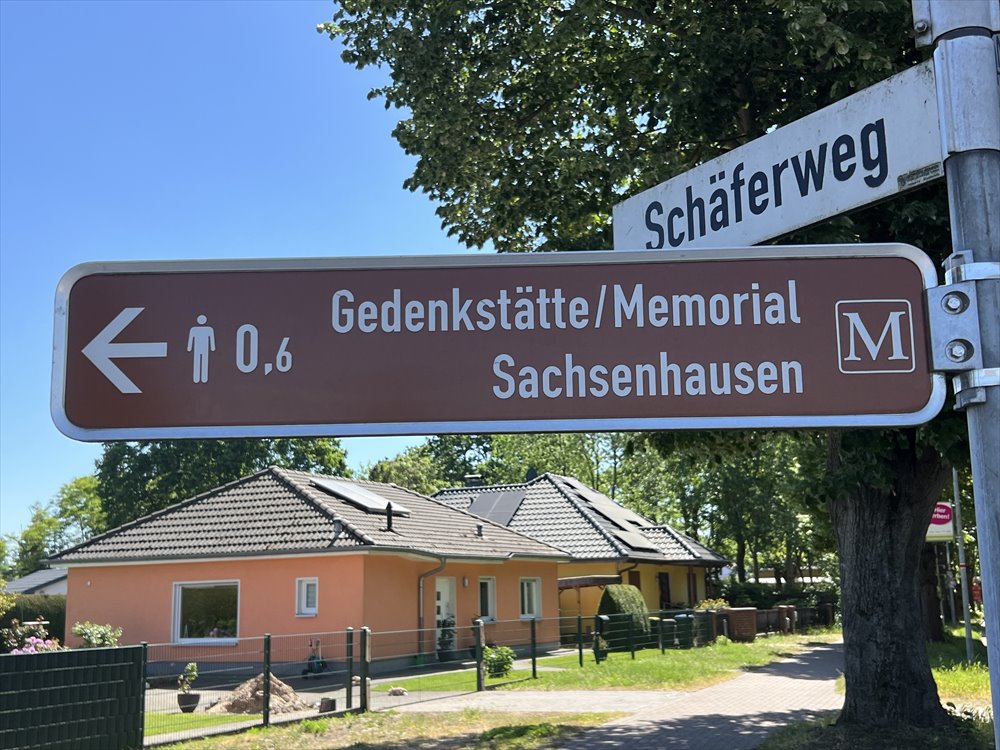 Schäferweg
0,6
Gedenkstätte/Memorial
Sachsenhausen
M